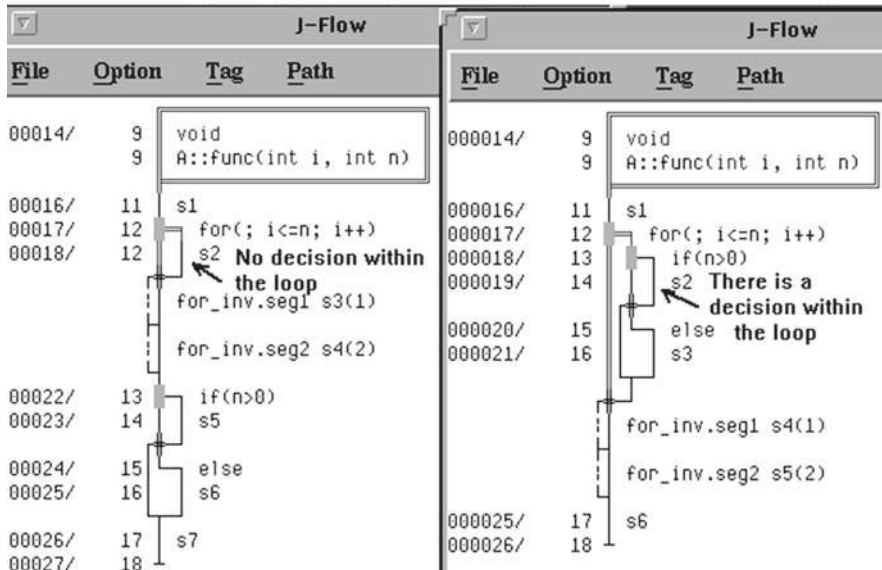 J-Flow
File Option Tag Path
00014/ 9 void
9 A::func(int i, int n)
00016/ 11 s1
00017/ 12 for(; i<=n; i++)
00018/ 12 s2 No decision within
the loop
for_inv.seg1 s3(1)
for_inv.seg2 s4(2)
00022/ 13 if(n>0)
00023/ 14 s5
00024/ 15 else
00025/ 16 s6
00026/ 17 s7
00027/ 18
J-Flow
File Option Tag Path
000014/ 9 void
9 A::func(int i, int n)
000016/ 11 s1
000017/ 12 for(; i<=n; i++)
000018/ 13 if(n>0)
000019/ 14 s2 There is a
decision within
000020/ 15 else the loop
000021/ 16 s3
for_inv.seg1 s4(1)
for_inv.seg2 s5(2)
000025/ 17 s6
000026/ 18